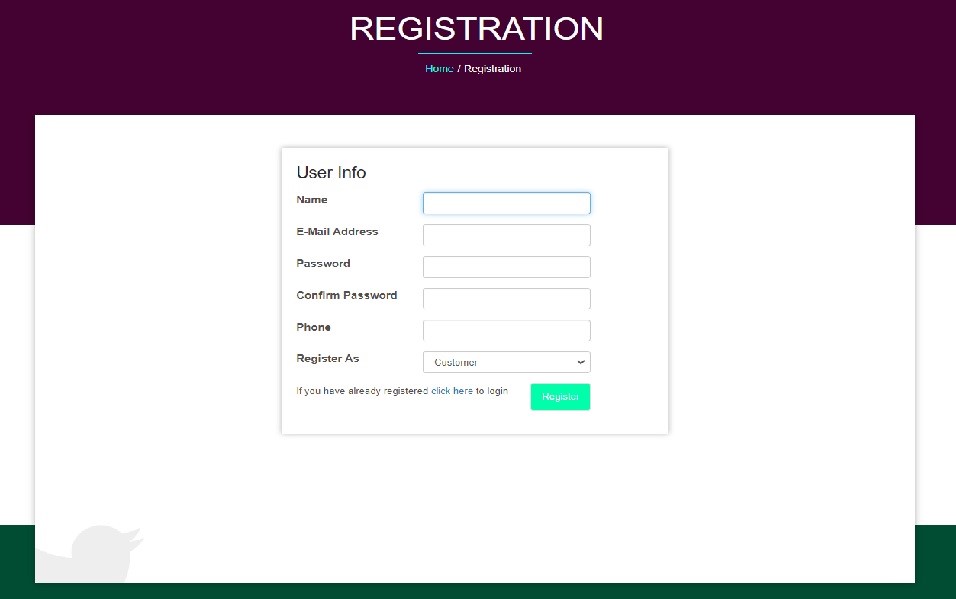 REGISTRATION
Home / Registration
User Info
Name
E-Mail Address
Password
Confirm Password
Phone
Register As
Customer
If you have already registered click here to login
Register